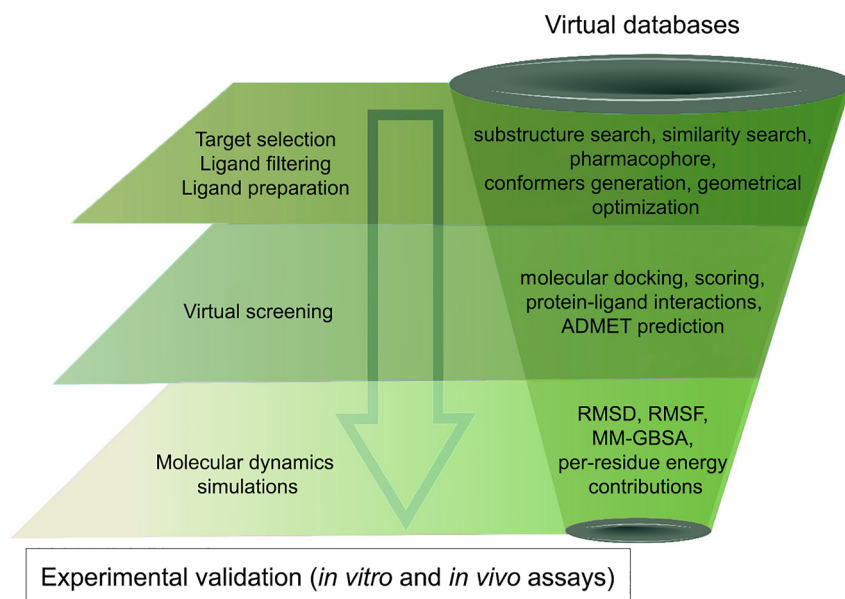 Virtual databases
Target selection
Ligand filtering
Ligand preparation
substructure search, similarity search,
pharmacophore,
conformers generation, geometrical
optimization
Virtual screening
molecular docking, scoring,
protein-ligand interactions,
ADMET prediction
Molecular dynamics
simulations
RMSD, RMSF,
MM-GBSA,
per-residue energy
contributions
Experimental validation (in vitro and in vivo assays)